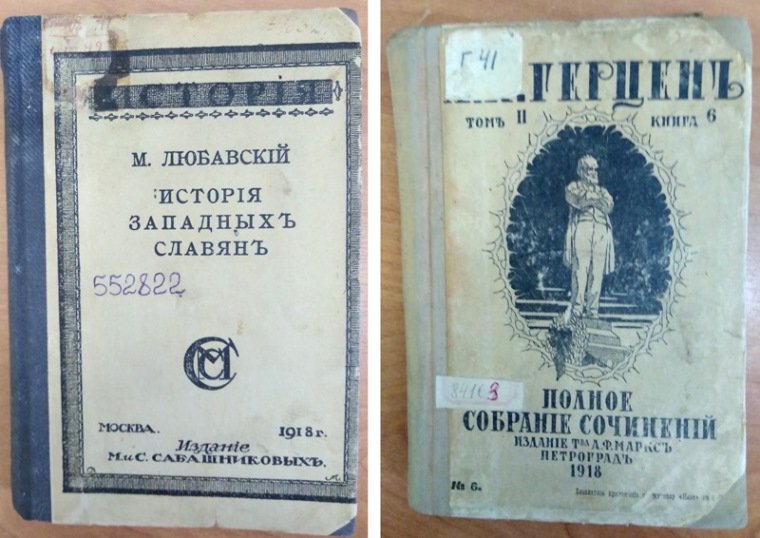 ИСТОРІЯ
М. ЛЮБАВСКІЙ
ИСТОРІЯ
ЗАПАДНЫХЪ
СЛАВЯНЪ
552822
МОСКВА. 1918 г.
Изданіе
М. и С. САБАШНИКОВЫХЪ.
Г 41
ГЕРЦЕНЪ
ТОМЪ II КНИГА 6
84163
ПОЛНОЕ
СОБРАНІЕ СОЧИНЕНІЙ
ИЗДАНІЕ Т-ВА А.Ф. МАРКСЪ
ПЕТРОГРАДЪ
1918
№ 6.